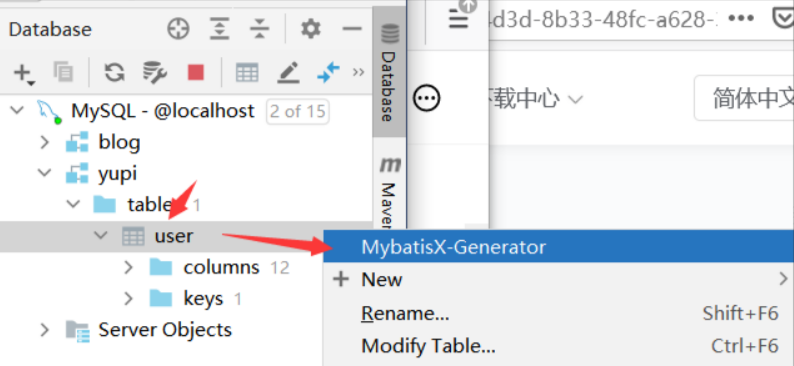 Database
MySQL - @localhost 2 of 15
blog
yupi
table 1
user
columns 12
keys 1
Server Objects
Database
Maven
4d3d-8b33-48fc-a628-
下载中心
简体中文
MybatisX-Generator
New
Rename... Shift+F6
Modify Table... Ctrl+F6